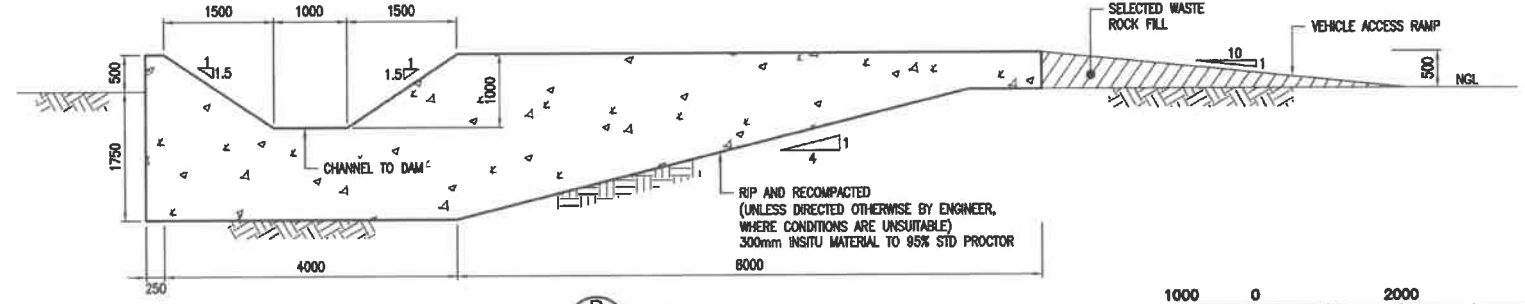 1500 1000 1500
SELECTED WASTE
ROCK FILL
VEHICLE ACCESS RAMP
1
1.5
1
1.5
10
1
500
500
1000
NGL
1750
CHANNEL TO DAM
4
1
RIP AND RECOMPACTED
(UNLESS DIRECTED OTHERWISE BY ENGINEER,
WHERE CONDITIONS ARE UNSUITABLE)
300mm INSITU MATERIAL TO 95% STD PROCTOR
4000
8000
250
1000 0 2000